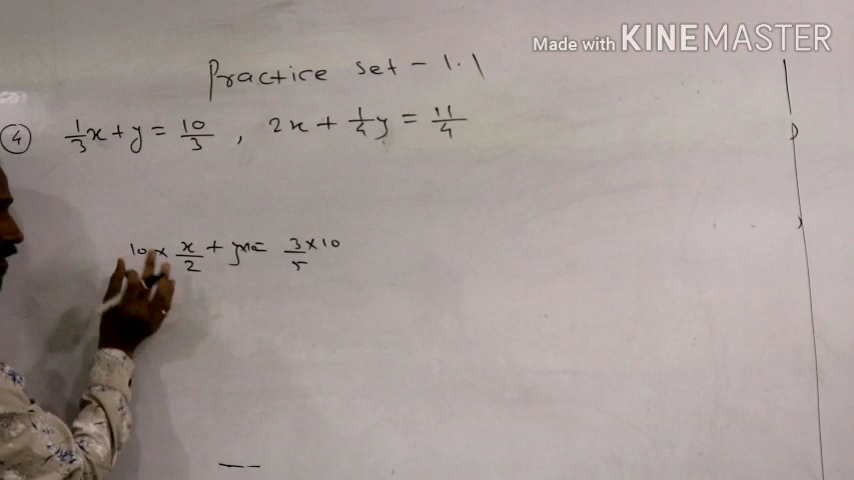 Made with KINEMASTER
Practice set - 1.1
④ 1/3 x + y = 10/3 , 2x + 1/4 y = 11/4
10 × x/2 + y×10 = 3/5 × 10